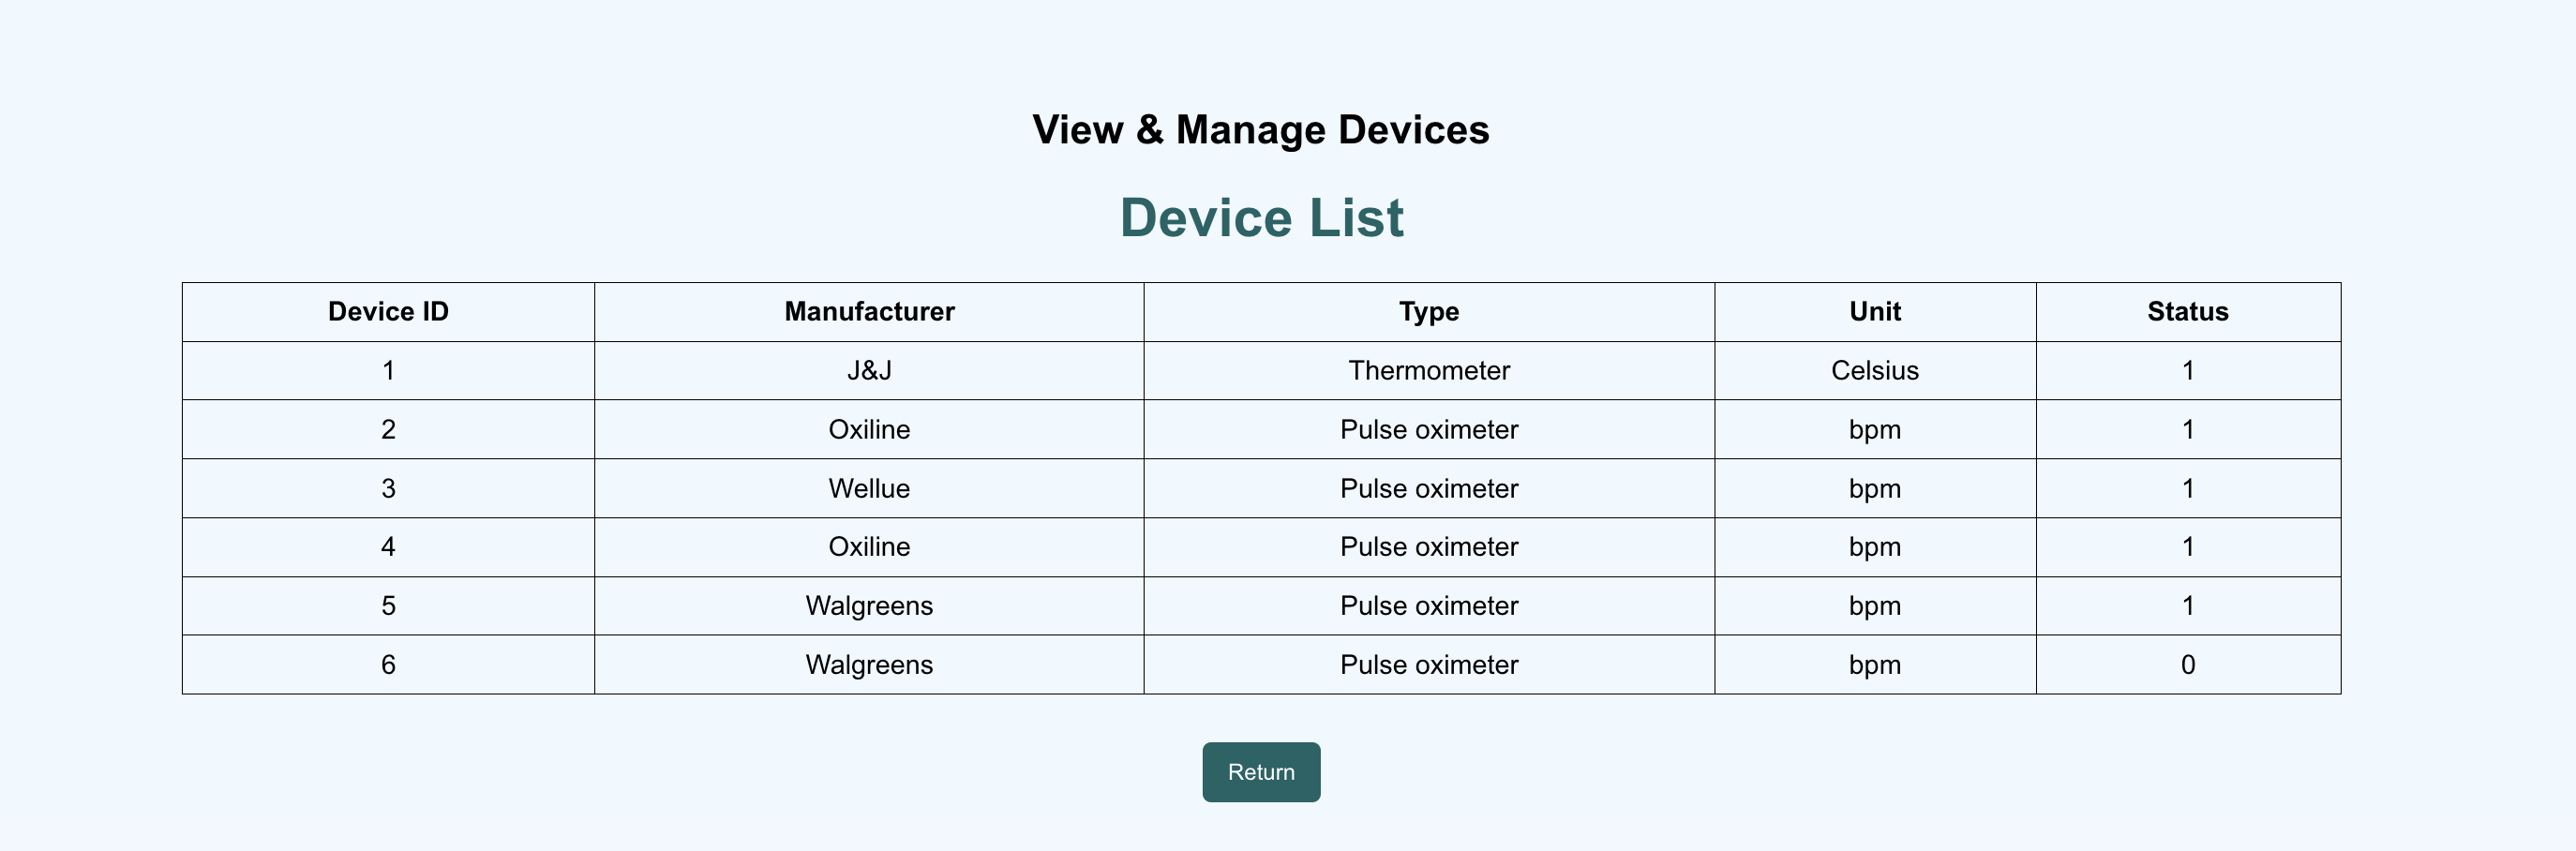 View & Manage Devices
Device List
Device ID Manufacturer Type Unit Status
1 J&J Thermometer Celsius 1
2 Oxiline Pulse oximeter bpm 1
3 Wellue Pulse oximeter bpm 1
4 Oxiline Pulse oximeter bpm 1
5 Walgreens Pulse oximeter bpm 1
6 Walgreens Pulse oximeter bpm 0
Return